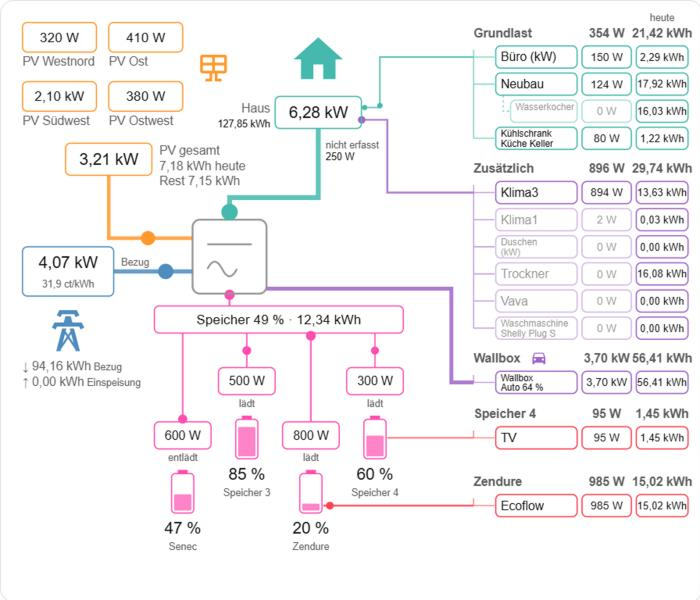 320 W
410 W
PV Westnord
PV Ost
2,10 kW
380 W
PV Südwest
PV Ostwest
3,21 kW
PV gesamt
7,18 kWh heute
Rest 7,15 kWh
4,07 kW
31,9 ct/kWh
Bezug
↓ 94,16 kWh Bezug
↑ 0,00 kWh Einspeisung
Haus
127,85 kWh
6,28 kW
nicht erfasst
250 W
Speicher 49 % · 12,34 kWh
500 W
lädt
300 W
lädt
600 W
entlädt
800 W
lädt
85 %
Speicher 3
60 %
Speicher 4
47 %
Senec
20 %
Zendure
heute
Grundlast 354 W 21,42 kWh
Büro (kW) 150 W 2,29 kWh
Neubau 124 W 17,92 kWh
Wasserkocher 0 W 16,03 kWh
Kühlschrank
Küche Keller 80 W 1,22 kWh
Zusätzlich 896 W 29,74 kWh
Klima3 894 W 13,63 kWh
Klima1 2 W 0,03 kWh
Duschen
(kW) 0 W 0,00 kWh
Trockner 0 W 16,08 kWh
Vava 0 W 0,00 kWh
Waschmaschine
Shelly Plug S 0 W 0,00 kWh
Wallbox 3,70 kW 56,41 kWh
Wallbox
Auto 64 % 3,70 kW 56,41 kWh
Speicher 4 95 W 1,45 kWh
TV 95 W 1,45 kWh
Zendure 985 W 15,02 kWh
Ecoflow 985 W 15,02 kWh